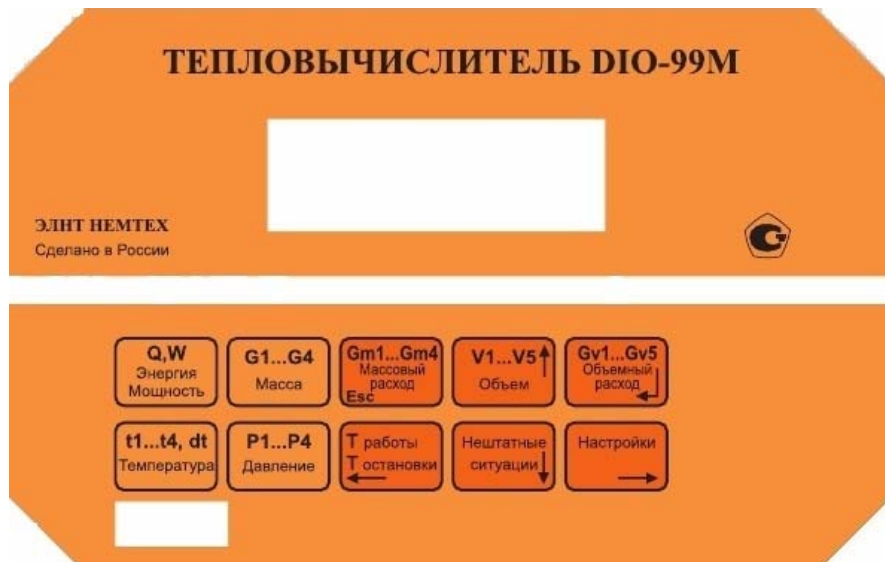 ТЕПЛОВЫЧИСЛИТЕЛЬ DIO-99M
ЭЛНТ НЕМТЕХ
Сделано в России
Q,W
Энергия
Мощность
G1...G4
Масса
Gm1...Gm4
Массовый
расход
Esc
V1...V5
Объем
Gv1...Gv5
Объемный
расход
t1...t4, dt
Температура
P1...P4
Давление
T работы
T остановки
Нештатные
ситуации
Настройки